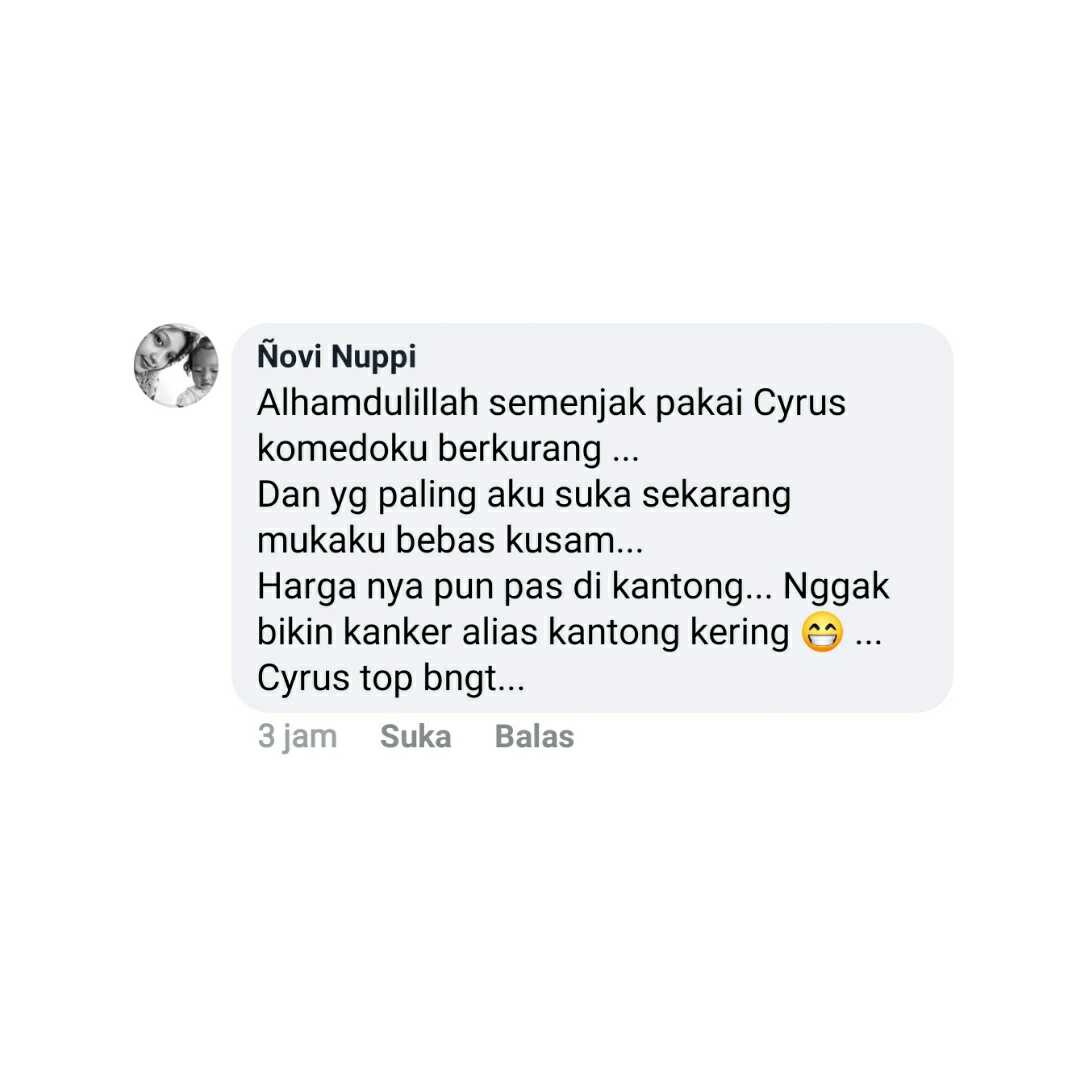 Ñovi Nuppi
Alhamdulillah semenjak pakai Cyrus
komedoku berkurang ...
Dan yg paling aku suka sekarang
mukaku bebas kusam...
Harga nya pun pas di kantong... Nggak
bikin kanker alias kantong kering 😁 ...
Cyrus top bngt...
3 jam Suka Balas